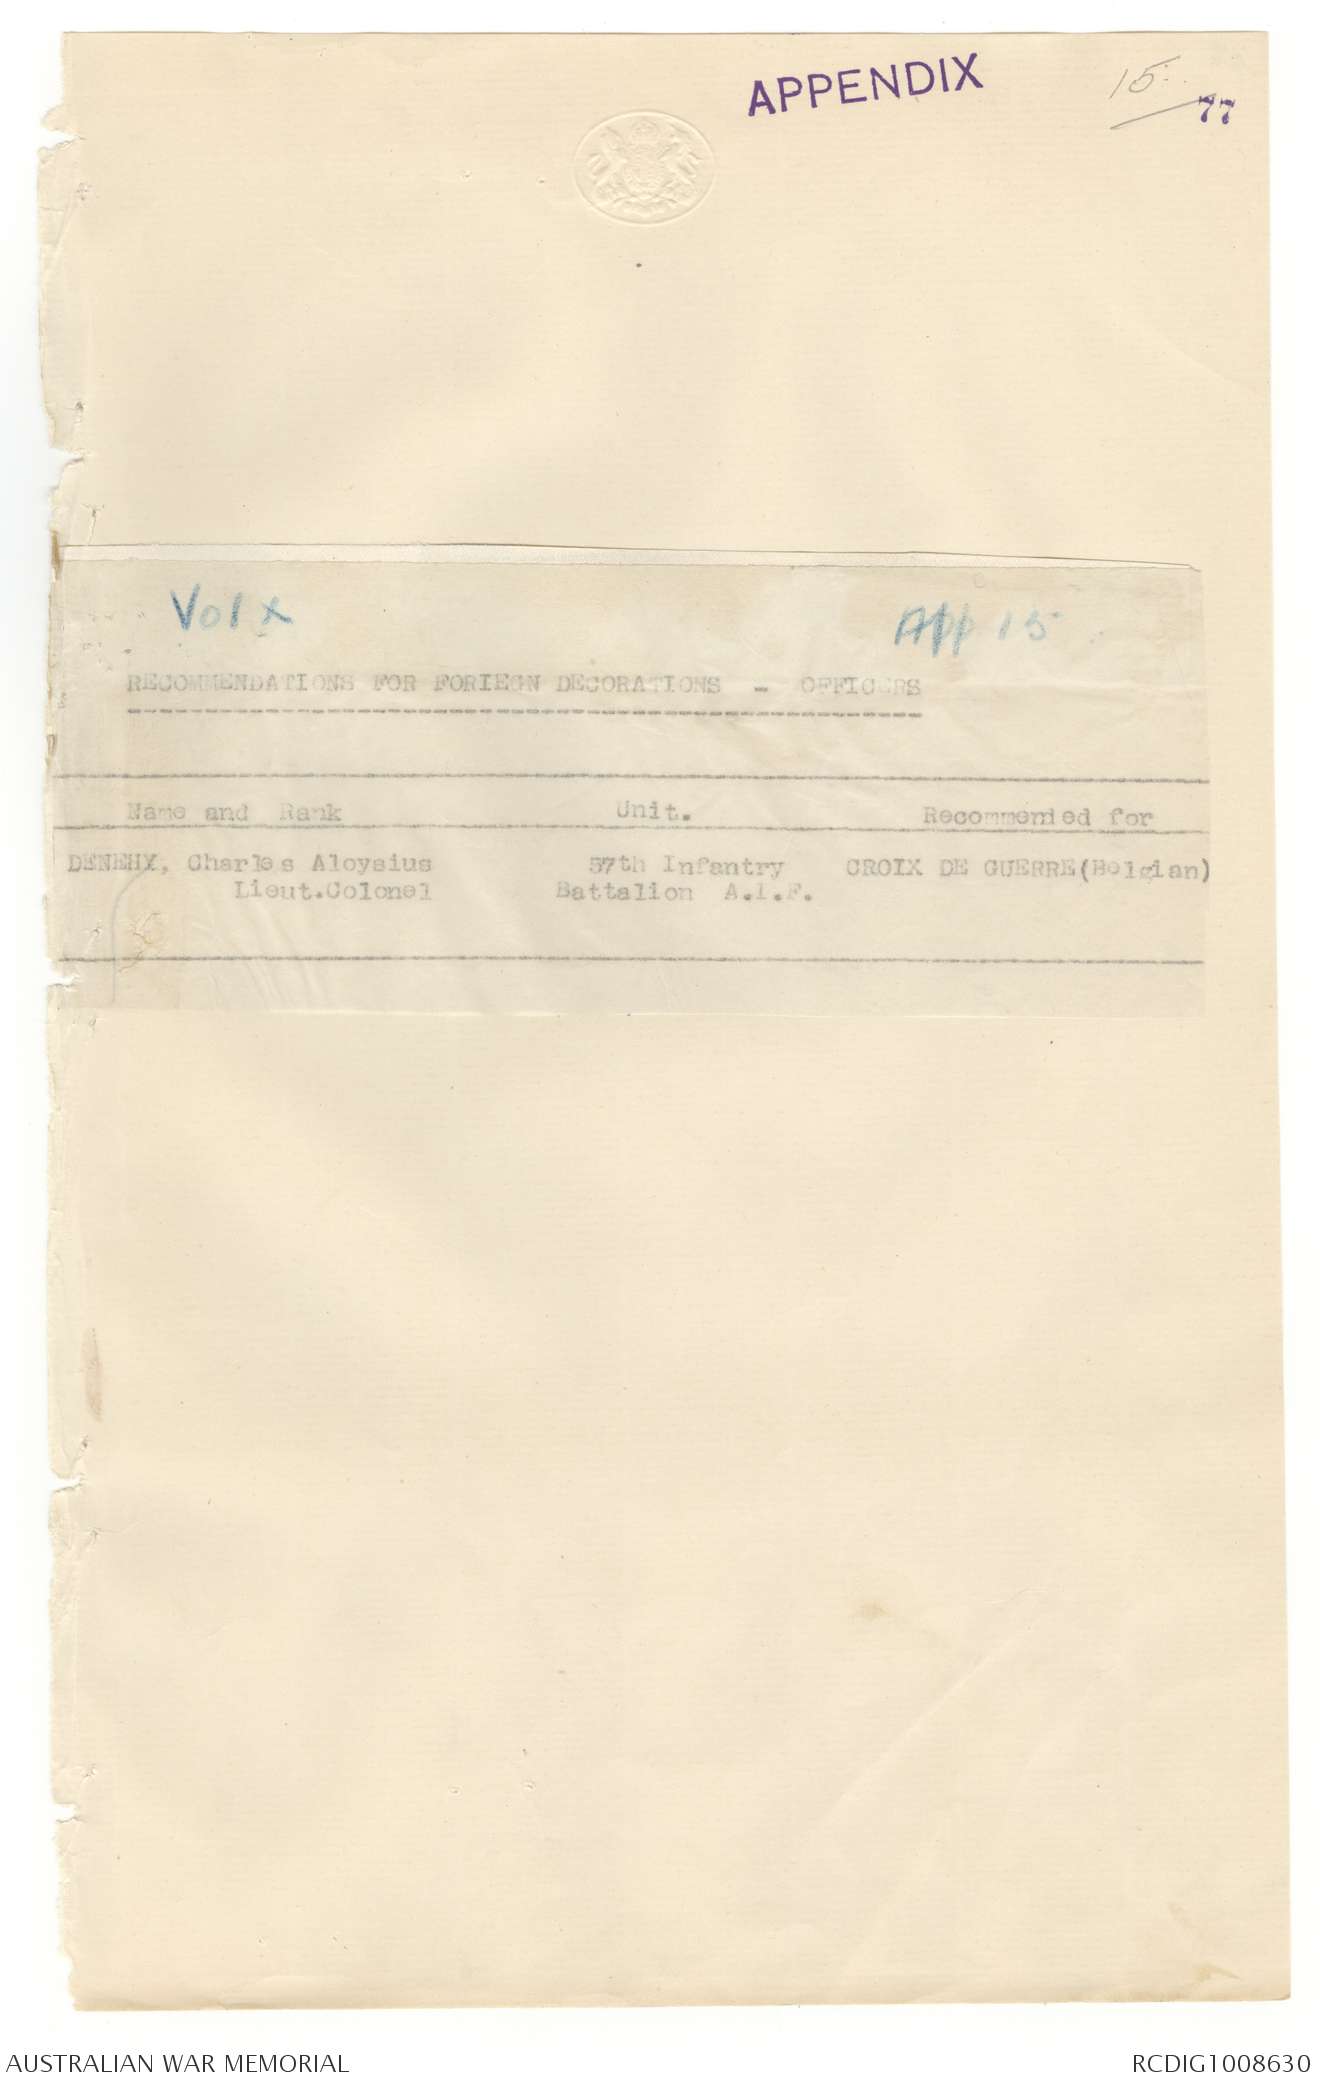 APPENDIX
15.
77
Vol X
App 15
RECOMMENDATIONS FOR FORIEGN DECORATIONS - OFFICERS
Name and Rank Unit. Recommended for
DENEHY, Charles Aloysius 57th Infantry CROIX DE GUERRE(Belgian)
Lieut.Colonel Battalion A.I.F.
AUSTRALIAN WAR MEMORIAL RCDIG1008630